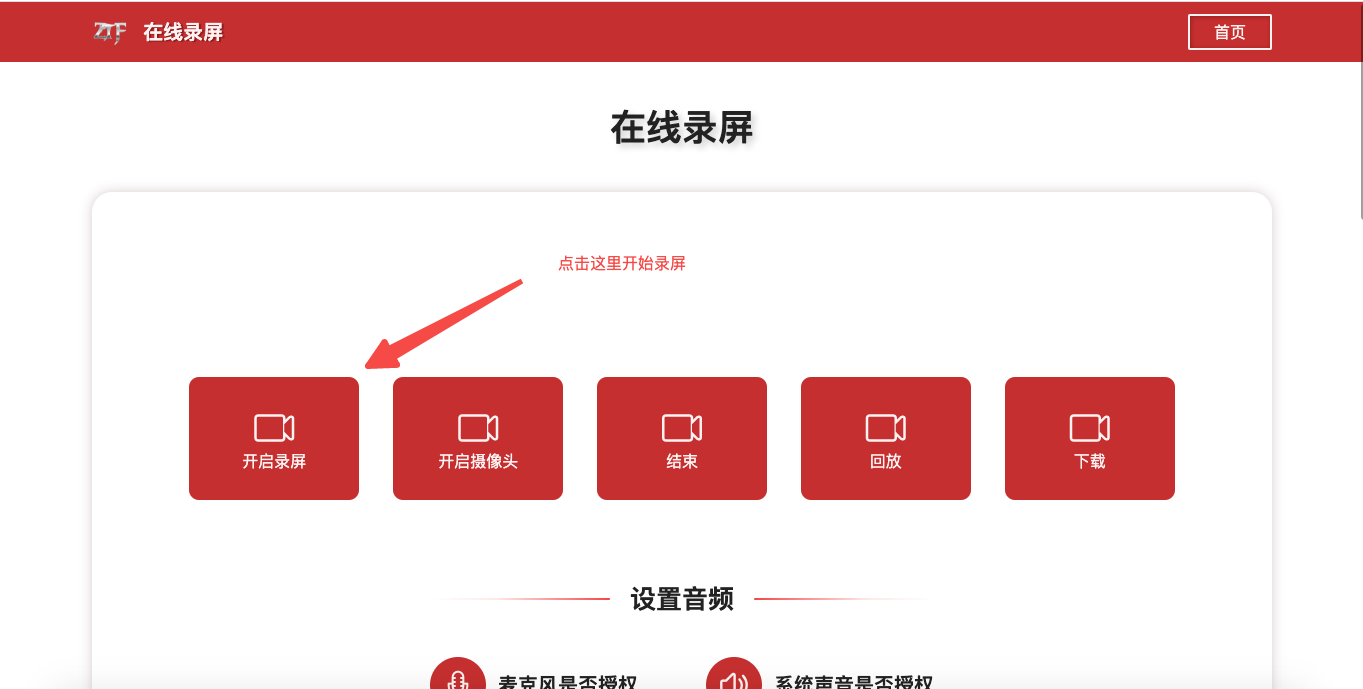 ZTF 在线录屏
首页
在线录屏
点击这里开始录屏
开启录屏
开启摄像头
结束
回放
下载
设置音频
麦克风是否授权
系统声音是否授权